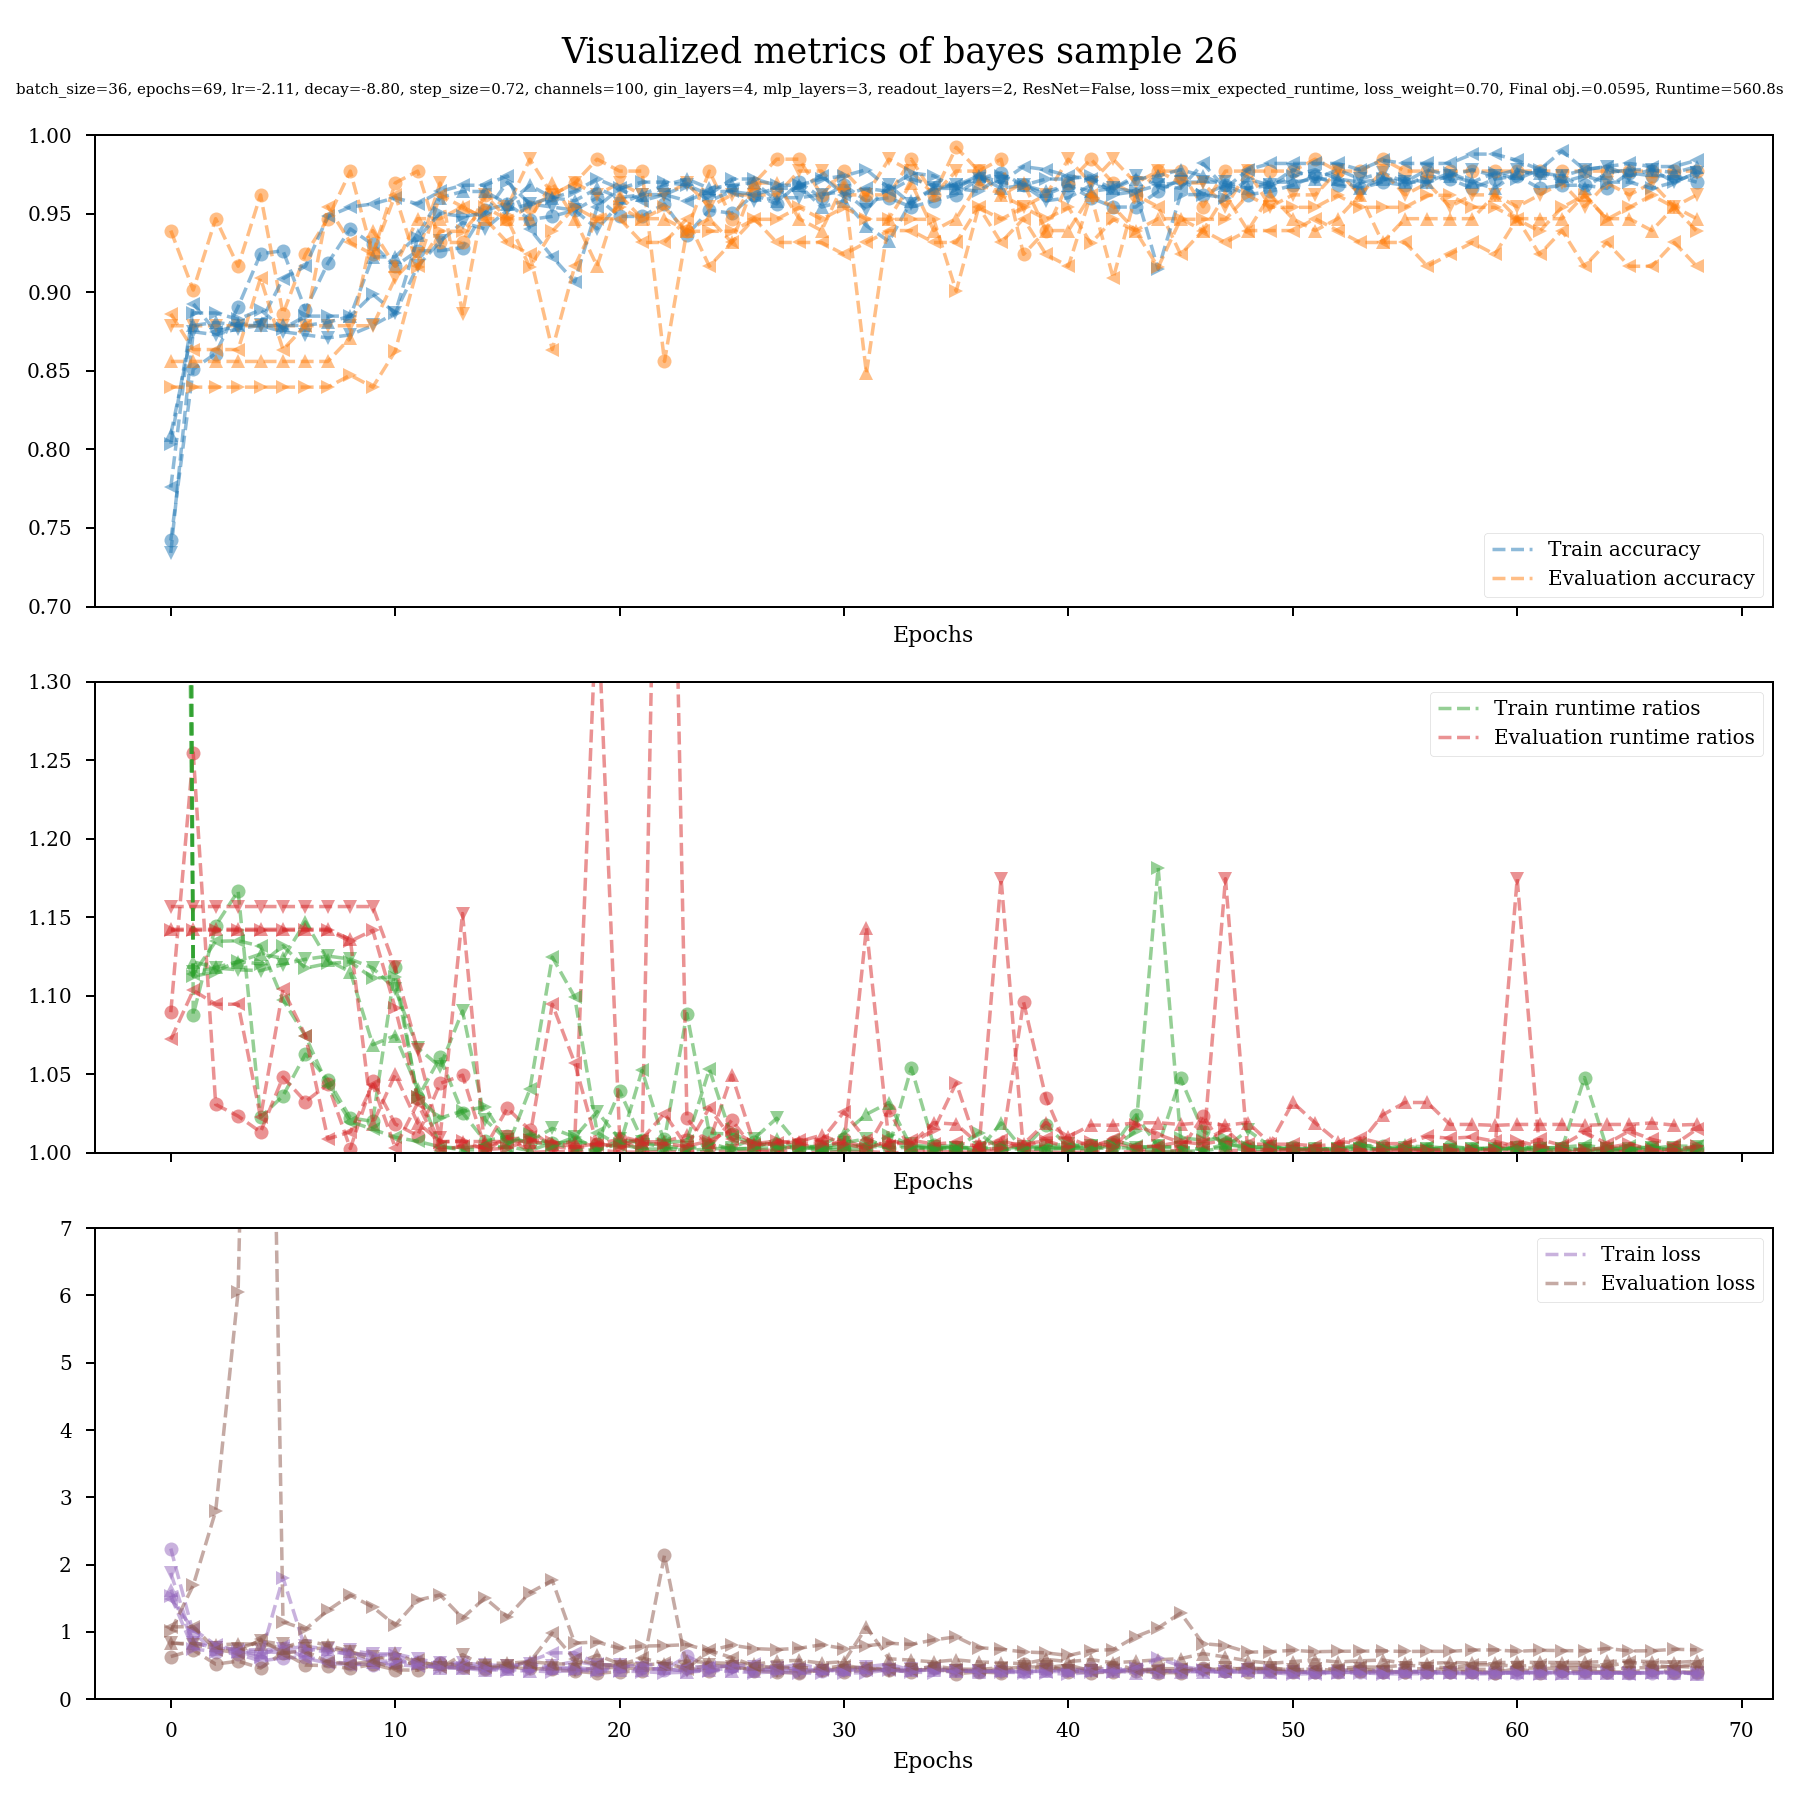 Visualized metrics of bayes sample 26
batch_size=36, epochs=69, lr=-2.11, decay=-8.80, step_size=0.72, channels=100, gin_layers=4, mlp_layers=3, readout_layers=2, ResNet=False, loss=mix_expected_runtime, loss_weight=0.70, Final obj.=0.0595, Runtime=560.8s
1.00
0.95
0.90
0.85
0.80
0.75
0.70
Train accuracy
Evaluation accuracy
Epochs
1.30
1.25
1.20
1.15
1.10
1.05
1.00
Train runtime ratios
Evaluation runtime ratios
Epochs
7
6
5
4
3
2
1
0
Train loss
Evaluation loss
0 10 20 30 40 50 60 70
Epochs